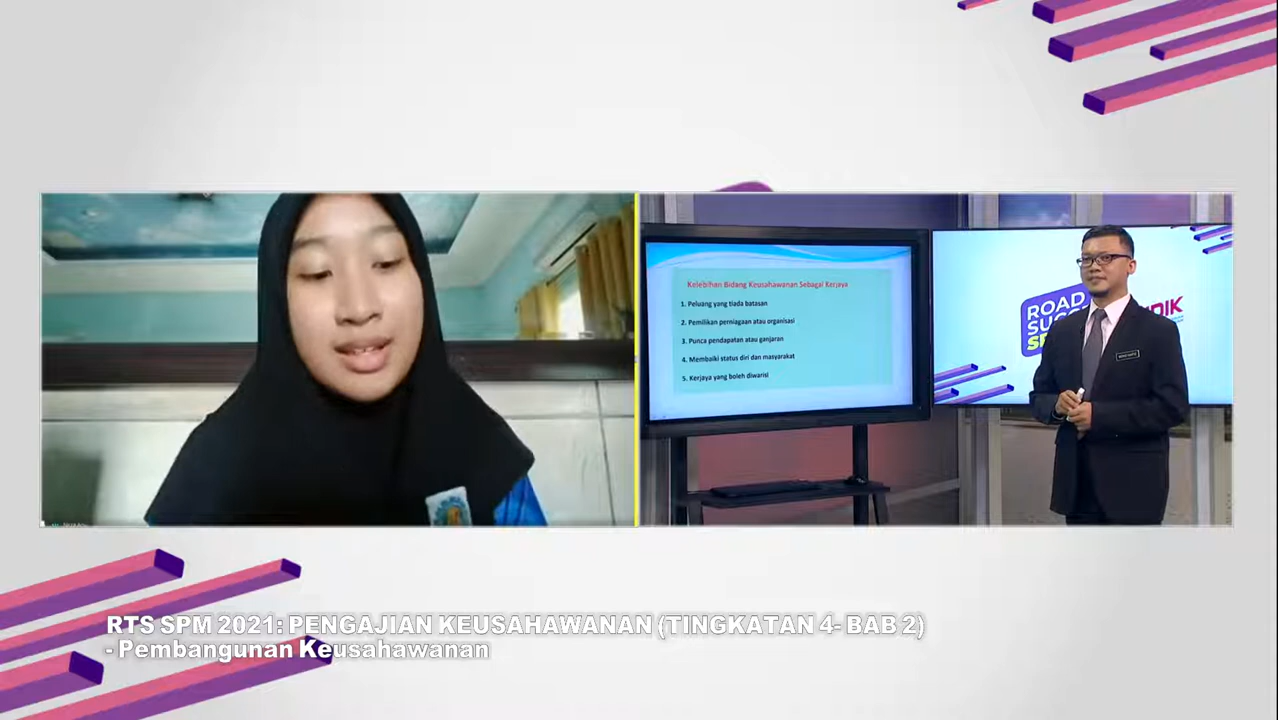 Kelebihan Bidang Keusahawanan Sebagai Kerjaya
1. Peluang yang tiada batasan
2. Pemilikan perniagaan atau organisasi
3. Punca pendapatan atau ganjaran
4. Membaiki status diri dan masyarakat
5. Kerjaya yang boleh diwarisi
ROAD
RTS SPM 2021: PENGAJIAN KEUSAHAWANAN (TINGKATAN 4- BAB 2)
- Pembangunan Keusahawanan